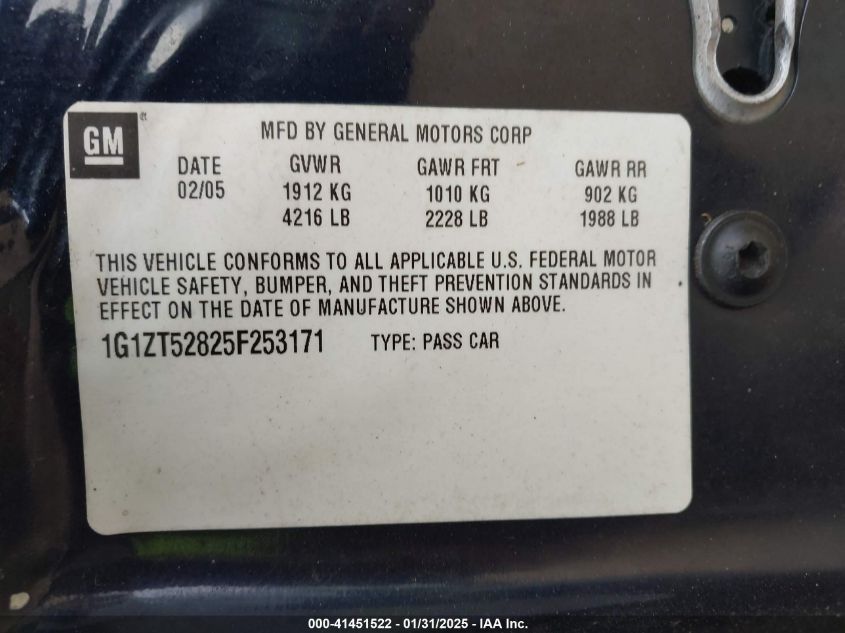 GM
MFD BY GENERAL MOTORS CORP
DATE GVWR GAWR FRT GAWR RR
02/05 1912 KG 1010 KG 902 KG
4216 LB 2228 LB 1988 LB
THIS VEHICLE CONFORMS TO ALL APPLICABLE U.S. FEDERAL MOTOR
VEHICLE SAFETY, BUMPER, AND THEFT PREVENTION STANDARDS IN
EFFECT ON THE DATE OF MANUFACTURE SHOWN ABOVE.
1G1ZT52825F253171 TYPE: PASS CAR
000-41451522 - 01/31/2025 - IAA Inc.